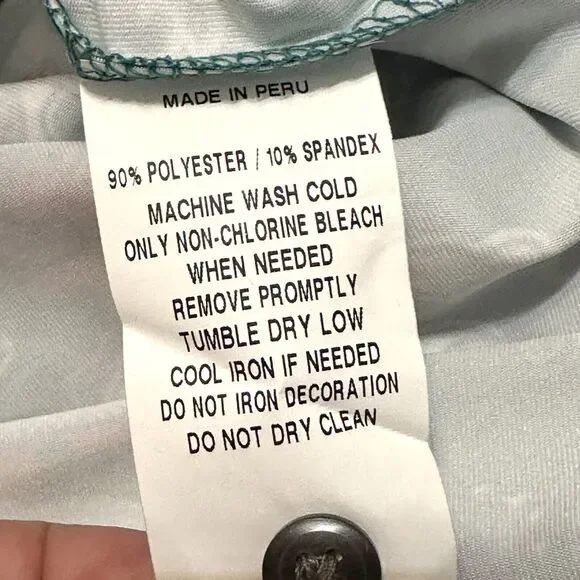 MADE IN PERU
90% POLYESTER / 10% SPANDEX
MACHINE WASH COLD
ONLY NON-CHLORINE BLEACH
WHEN NEEDED
REMOVE PROMPTLY
TUMBLE DRY LOW
COOL IRON IF NEEDED
DO NOT IRON DECORATION
DO NOT DRY CLEAN